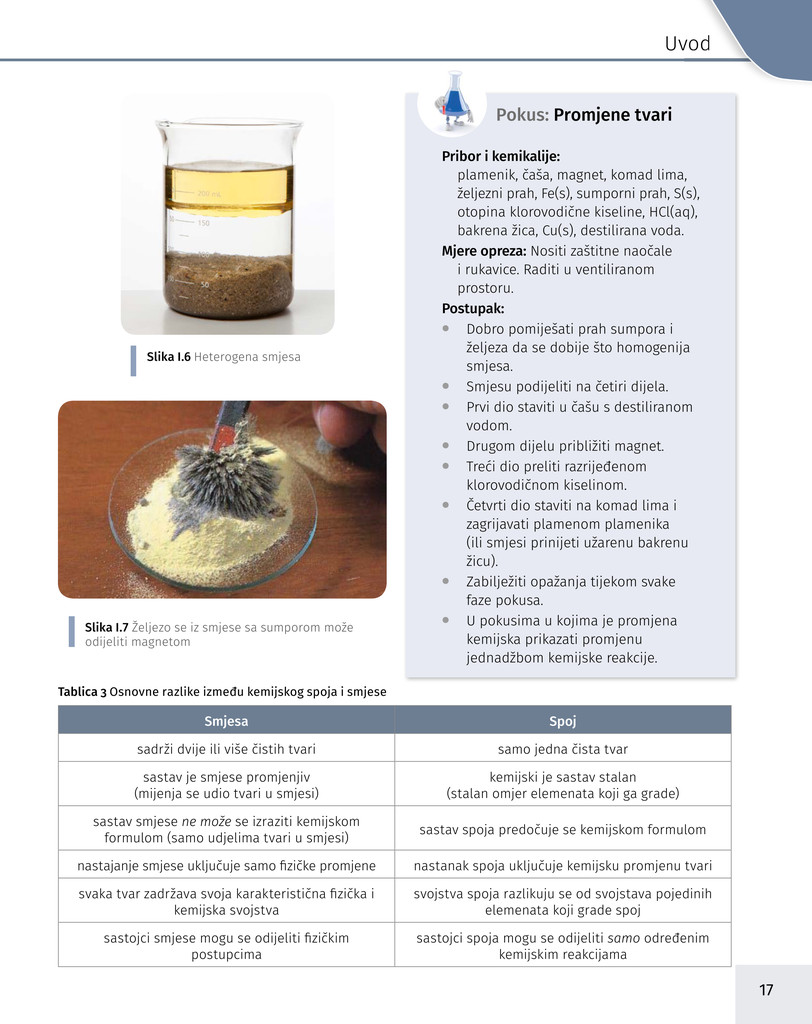 Uvod
200 mL
150
100
50
Slika I.6 Heterogena smjesa
Slika I.7 Željezo se iz smjese sa sumporom može
odijeliti magnetom
Pokus: Promjene tvari
Pribor i kemikalije:
plamenik, čaša, magnet, komad lima,
željezni prah, Fe(s), sumporni prah, S(s),
otopina klorovodične kiseline, HCl(aq),
bakrena žica, Cu(s), destilirana voda.
Mjere opreza: Nositi zaštitne naočale
i rukavice. Raditi u ventiliranom
prostoru.
Postupak:
• Dobro pomiješati prah sumpora i
željeza da se dobije što homogenija
smjesa.
• Smjesu podijeliti na četiri dijela.
• Prvi dio staviti u čašu s destiliranom
vodom.
• Drugom dijelu približiti magnet.
• Treći dio preliti razrijeđenom
klorovodičnom kiselinom.
• Četvrti dio staviti na komad lima i
zagrijavati plamenom plamenika
(ili smjesi prinijeti užarenu bakrenu
žicu).
• Zabilježiti opažanja tijekom svake
faze pokusa.
• U pokusima u kojima je promjena
kemijska prikazati promjenu
jednadžbom kemijske reakcije.
Tablica 3 Osnovne razlike između kemijskog spoja i smjese
Smjesa Spoj
sadrži dvije ili više čistih tvari samo jedna čista tvar
sastav je smjese promjenjiv
(mijenja se udio tvari u smjesi)
kemijski je sastav stalan
(stalan omjer elemenata koji ga grade)
sastav smjese ne može se izraziti kemijskom
formulom (samo udjelima tvari u smjesi)
sastav spoja predočuje se kemijskom formulom
nastajanje smjese uključuje samo fizičke promjene
nastanak spoja uključuje kemijsku promjenu tvari
svaka tvar zadržava svoja karakteristična fizička i
kemijska svojstva
svojstva spoja razlikuju se od svojstava pojedinih
elemenata koji grade spoj
sastojci smjese mogu se odijeliti fizičkim
postupcima
sastojci spoja mogu se odijeliti samo određenim
kemijskim reakcijama
17